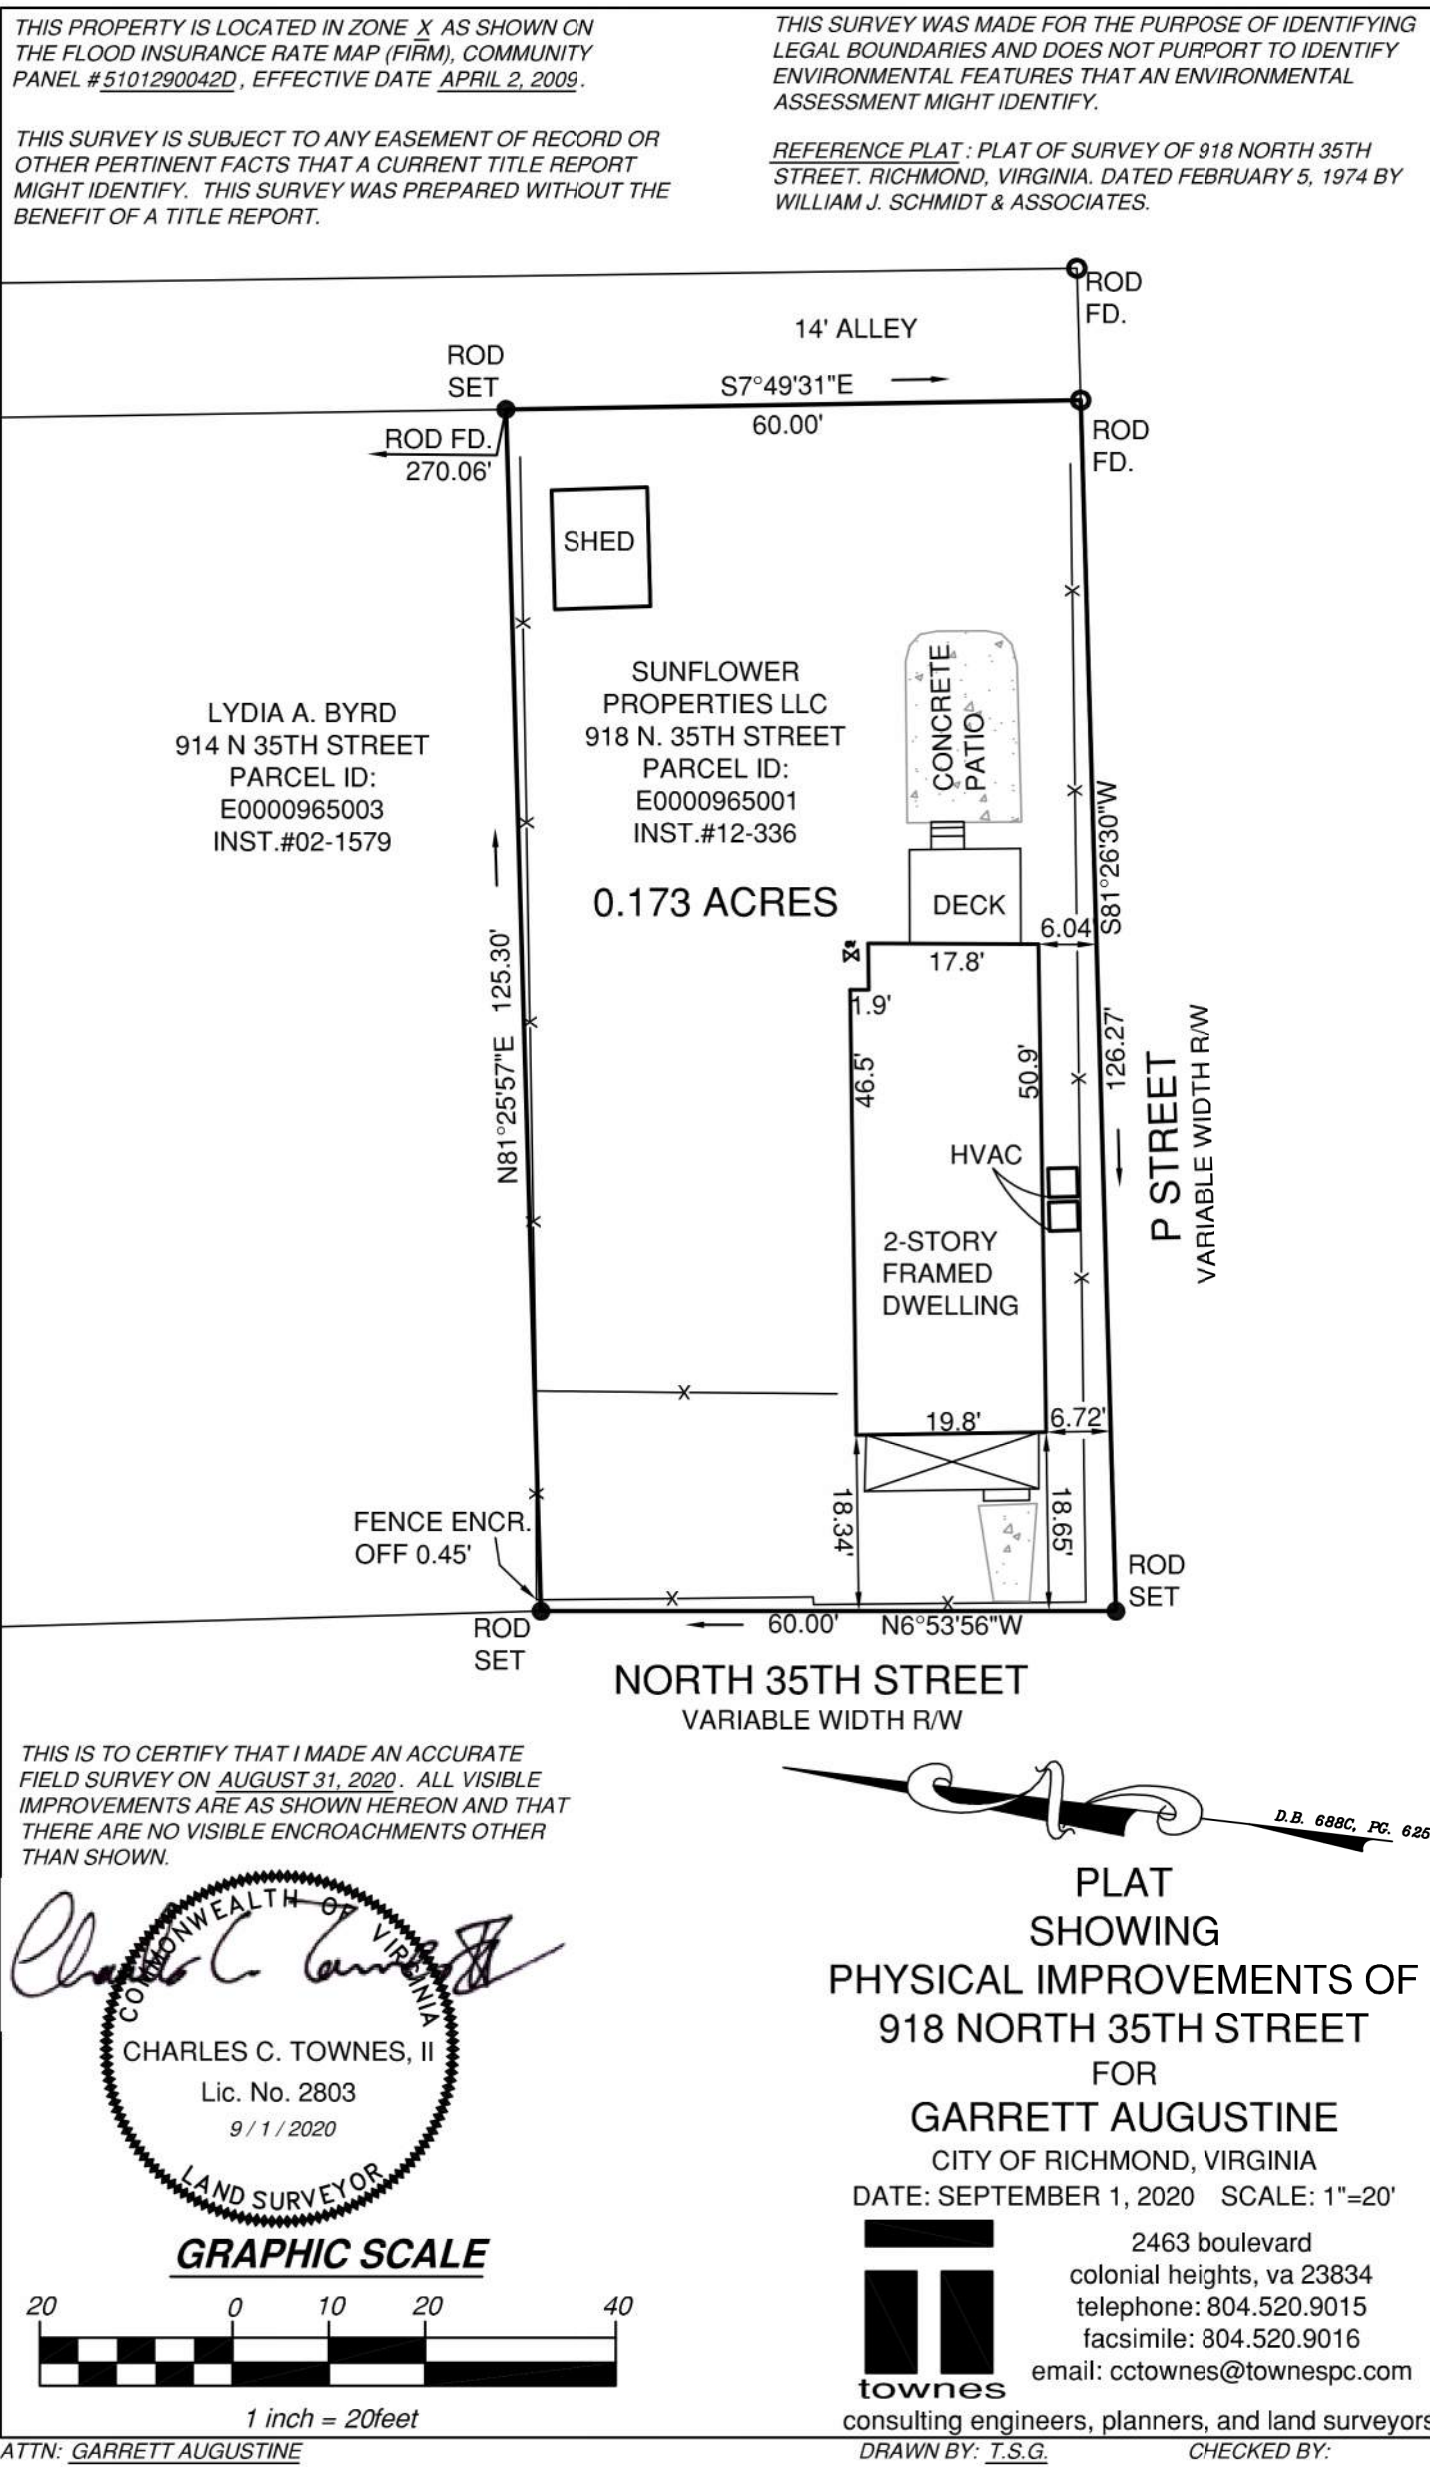 THIS PROPERTY IS LOCATED IN ZONE X AS SHOWN ON
THE FLOOD INSURANCE RATE MAP (FIRM), COMMUNITY
PANEL # 5101290042D , EFFECTIVE DATE APRIL 2, 2009 .
THIS SURVEY IS SUBJECT TO ANY EASEMENT OF RECORD OR
OTHER PERTINENT FACTS THAT A CURRENT TITLE REPORT
MIGHT IDENTIFY. THIS SURVEY WAS PREPARED WITHOUT THE
BENEFIT OF A TITLE REPORT.
THIS SURVEY WAS MADE FOR THE PURPOSE OF IDENTIFYING
LEGAL BOUNDARIES AND DOES NOT PURPORT TO IDENTIFY
ENVIRONMENTAL FEATURES THAT AN ENVIRONMENTAL
ASSESSMENT MIGHT IDENTIFY.
REFERENCE PLAT : PLAT OF SURVEY OF 918 NORTH 35TH
STREET. RICHMOND, VIRGINIA. DATED FEBRUARY 5, 1974 BY
WILLIAM J. SCHMIDT & ASSOCIATES.
ROD
FD.
14' ALLEY
ROD
SET
S7°49'31"E
60.00'
ROD
FD.
ROD FD.
270.06'
SHED
LYDIA A. BYRD
914 N 35TH STREET
PARCEL ID:
E0000965003
INST.#02-1579
SUNFLOWER
PROPERTIES LLC
918 N. 35TH STREET
PARCEL ID:
E0000965001
INST.#12-336
0.173 ACRES
CONCRETE
PATIO
DECK
6.04'
S81°26'30"W
126.27'
17.8'
1.9'
46.5'
50.9'
N81°25'57"E 125.30'
P STREET
VARIABLE WIDTH R/W
HVAC
2-STORY
FRAMED
DWELLING
19.8'
6.72'
18.34'
18.65'
FENCE ENCR.
OFF 0.45'
ROD
SET
ROD
SET
60.00' N6°53'56"W
NORTH 35TH STREET
VARIABLE WIDTH R/W
THIS IS TO CERTIFY THAT I MADE AN ACCURATE
FIELD SURVEY ON AUGUST 31, 2020 . ALL VISIBLE
IMPROVEMENTS ARE AS SHOWN HEREON AND THAT
THERE ARE NO VISIBLE ENCROACHMENTS OTHER
THAN SHOWN.
D.B. 688C, PG. 625
COMMONWEALTH OF VIRGINIA
CHARLES C. TOWNES, II
Lic. No. 2803
9 / 1 / 2020
LAND SURVEYOR
PLAT
SHOWING
PHYSICAL IMPROVEMENTS OF
918 NORTH 35TH STREET
FOR
GARRETT AUGUSTINE
CITY OF RICHMOND, VIRGINIA
DATE: SEPTEMBER 1, 2020 SCALE: 1"=20'
GRAPHIC SCALE
20 0 10 20 40
1 inch = 20feet
townes
2463 boulevard
colonial heights, va 23834
telephone: 804.520.9015
facsimile: 804.520.9016
email: cctownes@townespc.com
consulting engineers, planners, and land surveyors
ATTN: GARRETT AUGUSTINE
DRAWN BY: T.S.G. CHECKED BY: